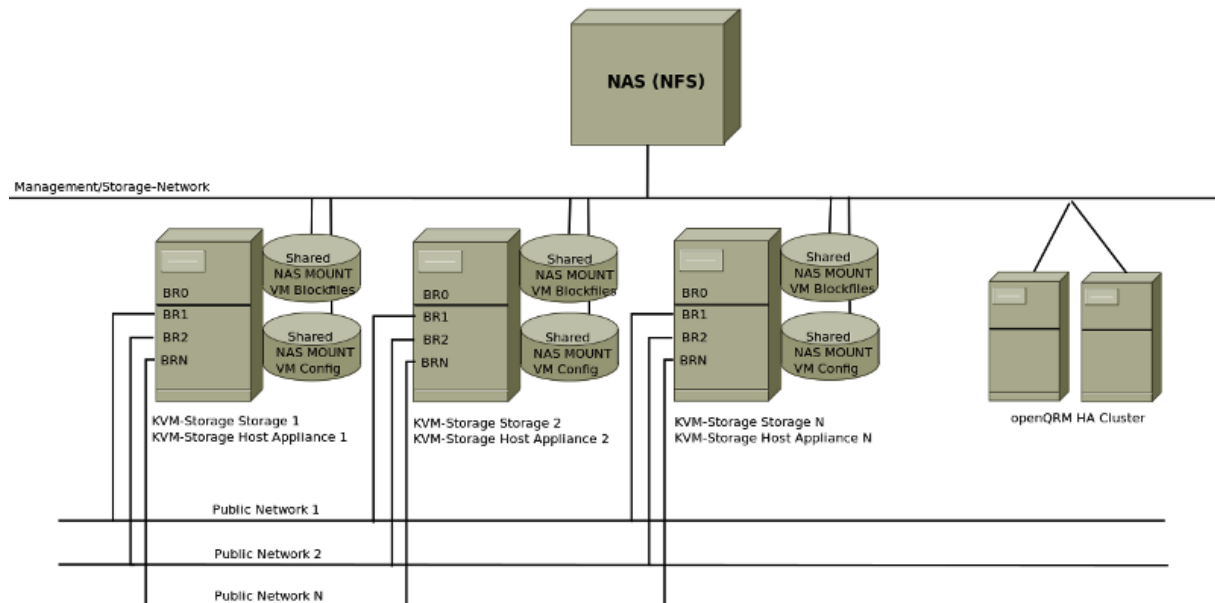 NAS (NFS)
Management/Storage-Network
Shared
NAS MOUNT
VM Blockfiles
BR0
BR1
BR2
BRN
Shared
NAS MOUNT
VM Config
KVM-Storage Storage 1
KVM-Storage Host Appliance 1
Shared
NAS MOUNT
VM Blockfiles
BR0
BR1
BR2
BRN
Shared
NAS MOUNT
VM Config
KVM-Storage Storage 2
KVM-Storage Host Appliance 2
Shared
NAS MOUNT
VM Blockfiles
BR0
BR1
BR2
BRN
Shared
NAS MOUNT
VM Config
KVM-Storage Storage N
KVM-Storage Host Appliance N
openQRM HA Cluster
Public Network 1
Public Network 2
Public Network N